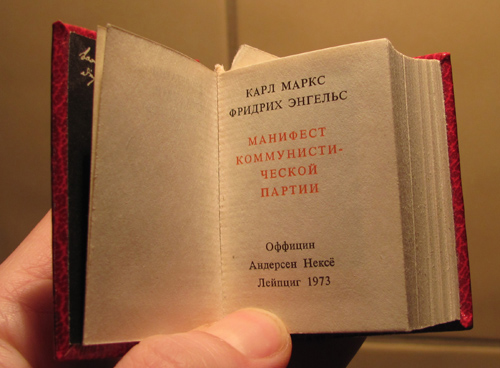 КАРЛ МАРКС
ФРИДРИХ ЭНГЕЛЬС
МАНИФЕСТ
КОММУНИСТИ-
ЧЕСКОЙ
ПАРТИИ
Оффицин
Андерсен Нексё
Лейпциг 1973